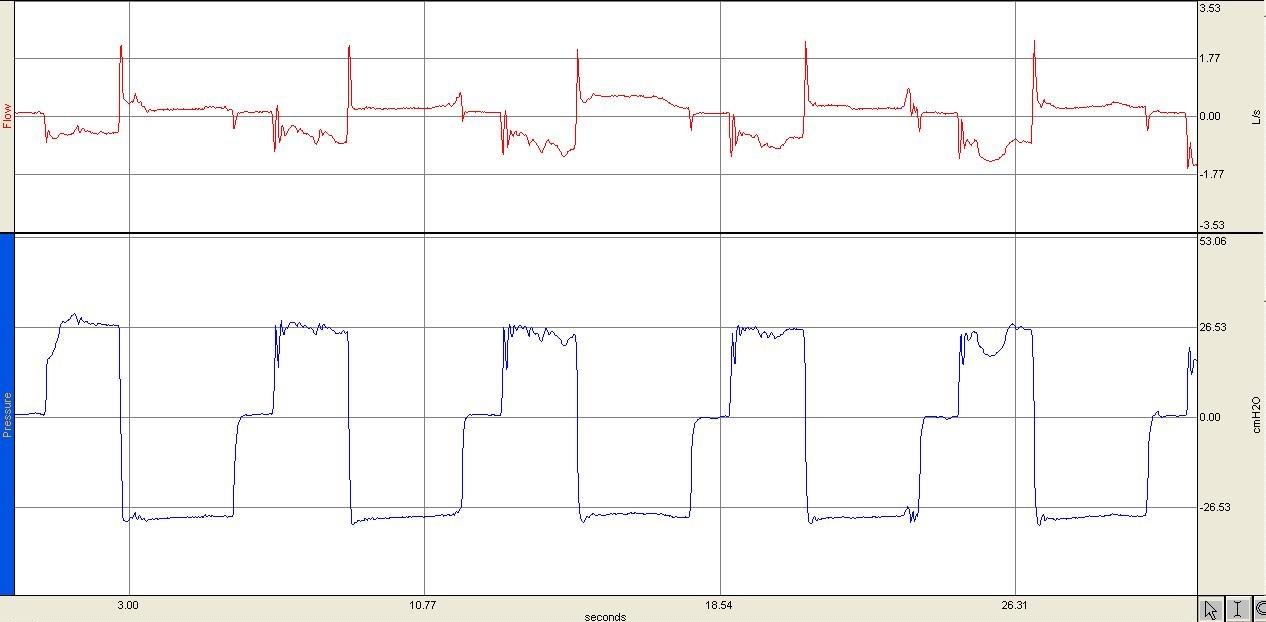 3.53
1.77
Flow
0.00
L/s
-1.77
-3.53
53.06
26.53
Pressure
0.00
cmH2O
-26.53
3.00
10.77
18.54
26.31
seconds